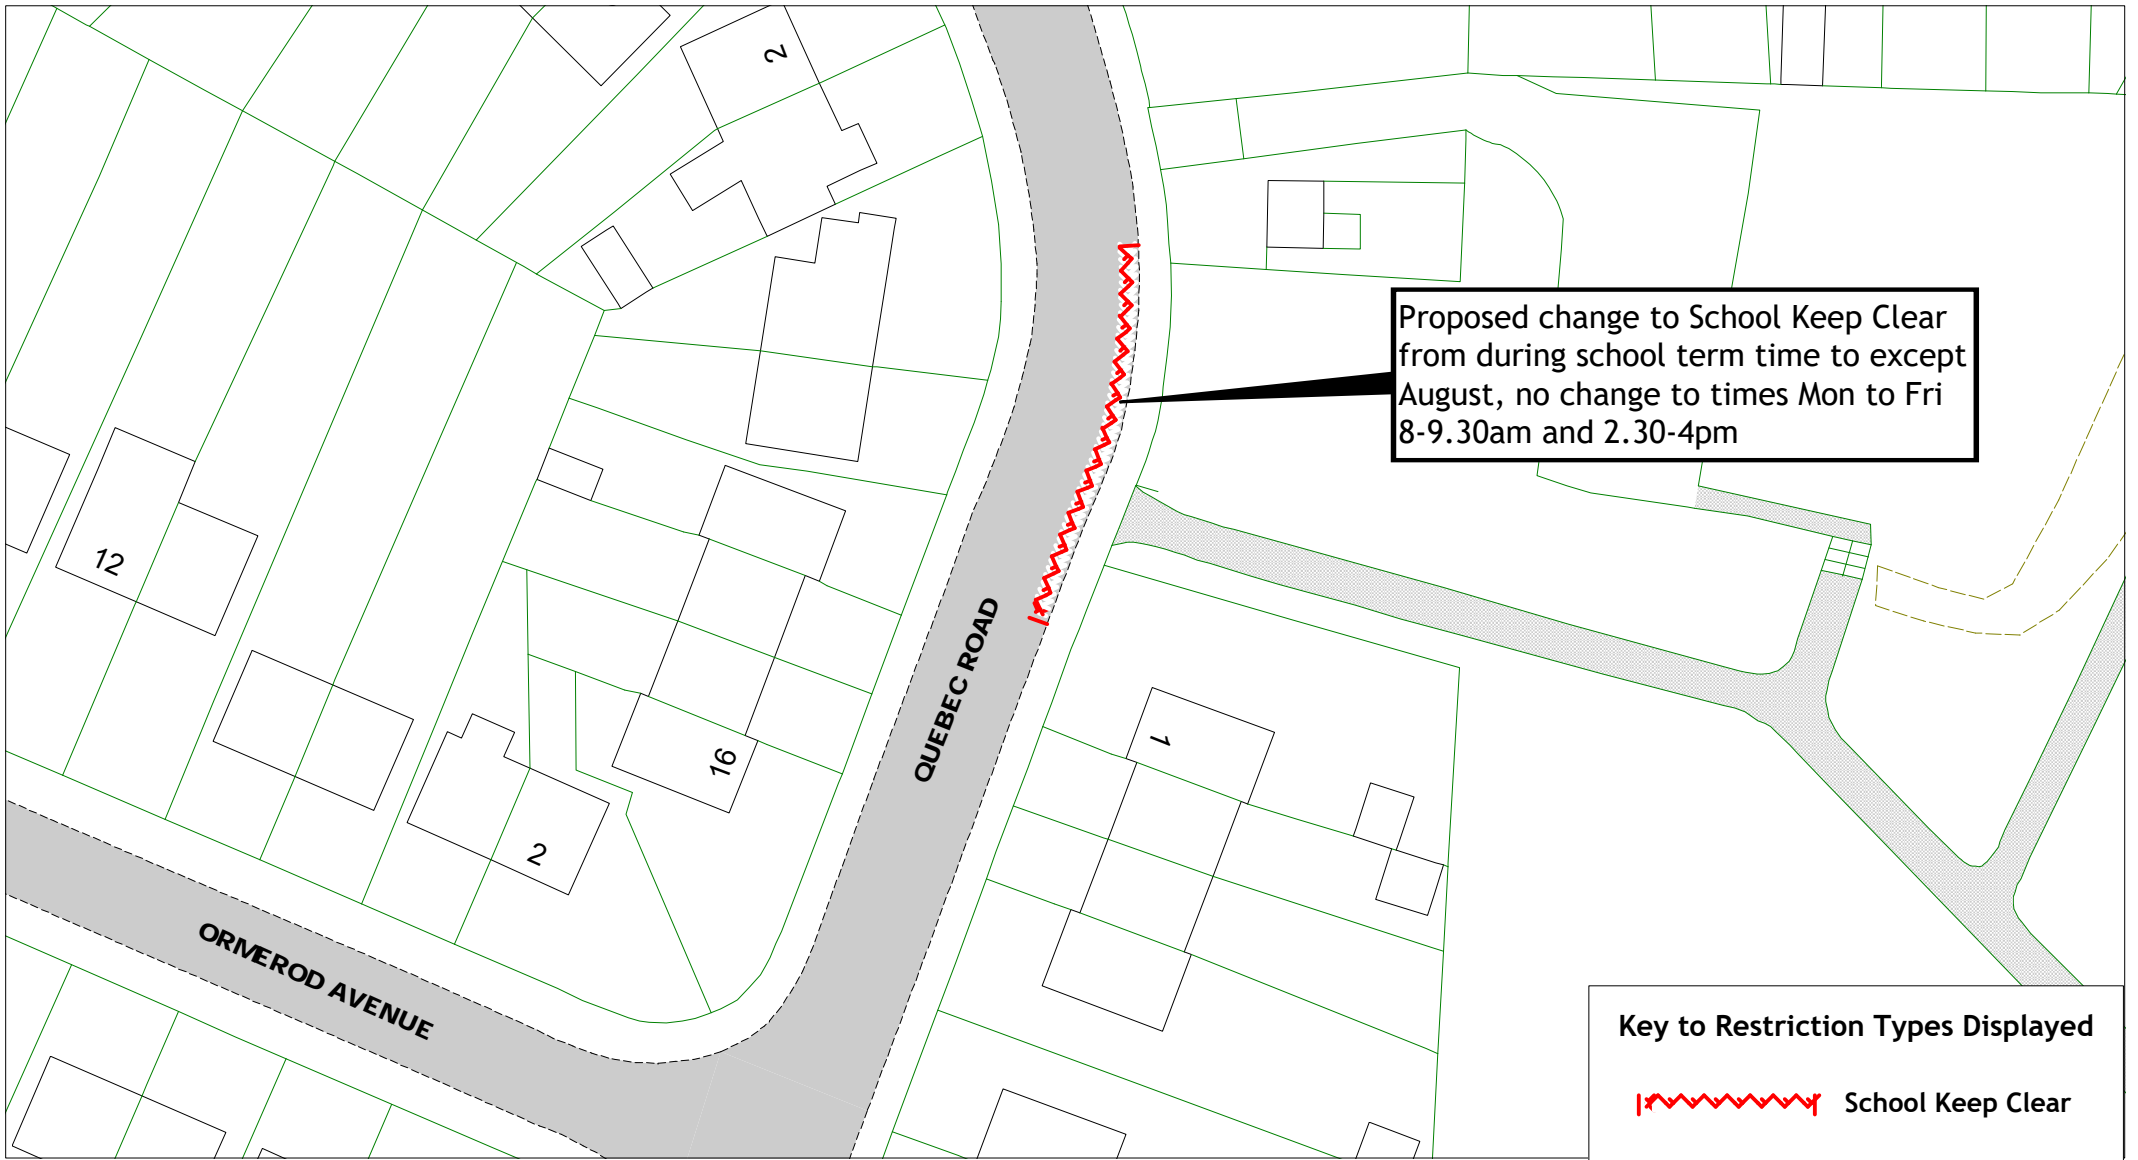 2
Proposed change to School Keep Clear
from during school term time to except
August, no change to times Mon to Fri
8-9.30am and 2.30-4pm
12
QUEBEC ROAD
16
1
2
ORMEROD AVENUE
Key to Restriction Types Displayed
School Keep Clear